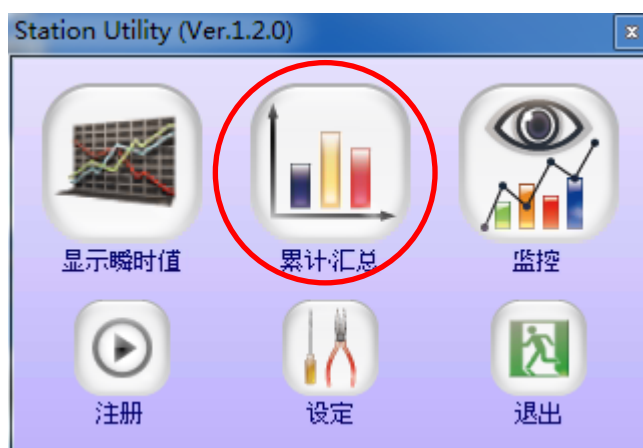 Station Utility (Ver.1.2.0)
显示瞬时值
累计·汇总
监控
注册
设定
退出